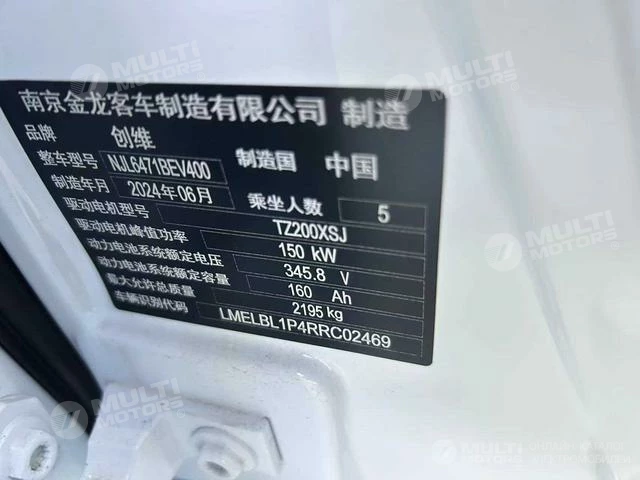 南京金龙客车制造有限公司 制造
品牌 创维
整车型号 NJL6471BEV400 制造国 中国
制造年月 2024年06月 乘坐人数 5
驱动电机型号 TZ200XSJ
驱动电机峰值功率 150 kW
动力电池系统额定电压 345.8 V
动力电池系统额定容量 160 Ah
最大允许总质量 2195kg
车辆识别代码 LMELBL1P4RRC02469
MULTI MOTORS
MULTI MOTORS
MULTI MOTORS
MULTI MOTORS
MULTI MOTORS
MULTI MOTORS